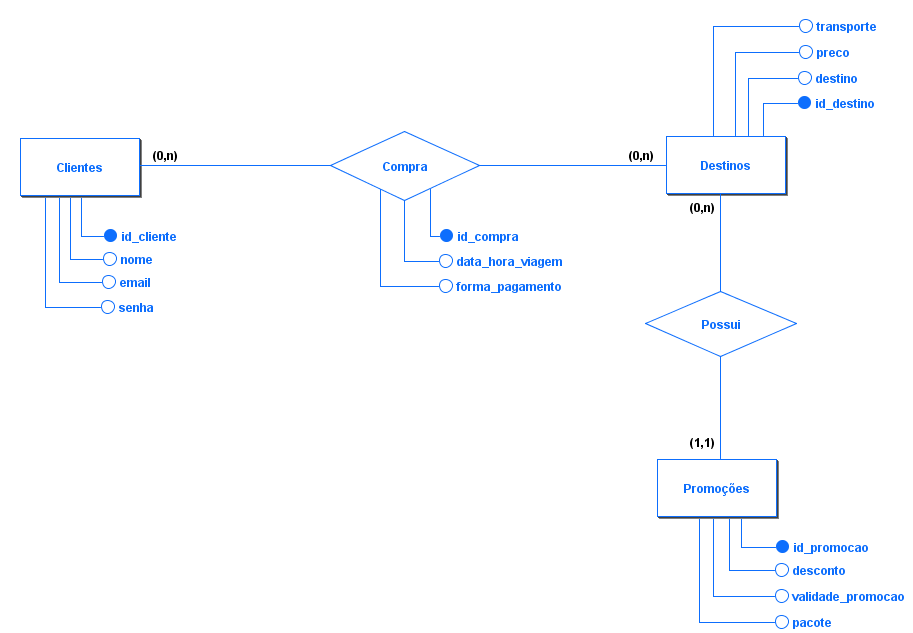 transporte
preco
destino
id_destino
Clientes
(0,n)
Compra
(0,n)
Destinos
(0,n)
id_cliente
nome
email
senha
id_compra
data_hora_viagem
forma_pagamento
Possui
(1,1)
Promoções
id_promocao
desconto
validade_promocao
pacote